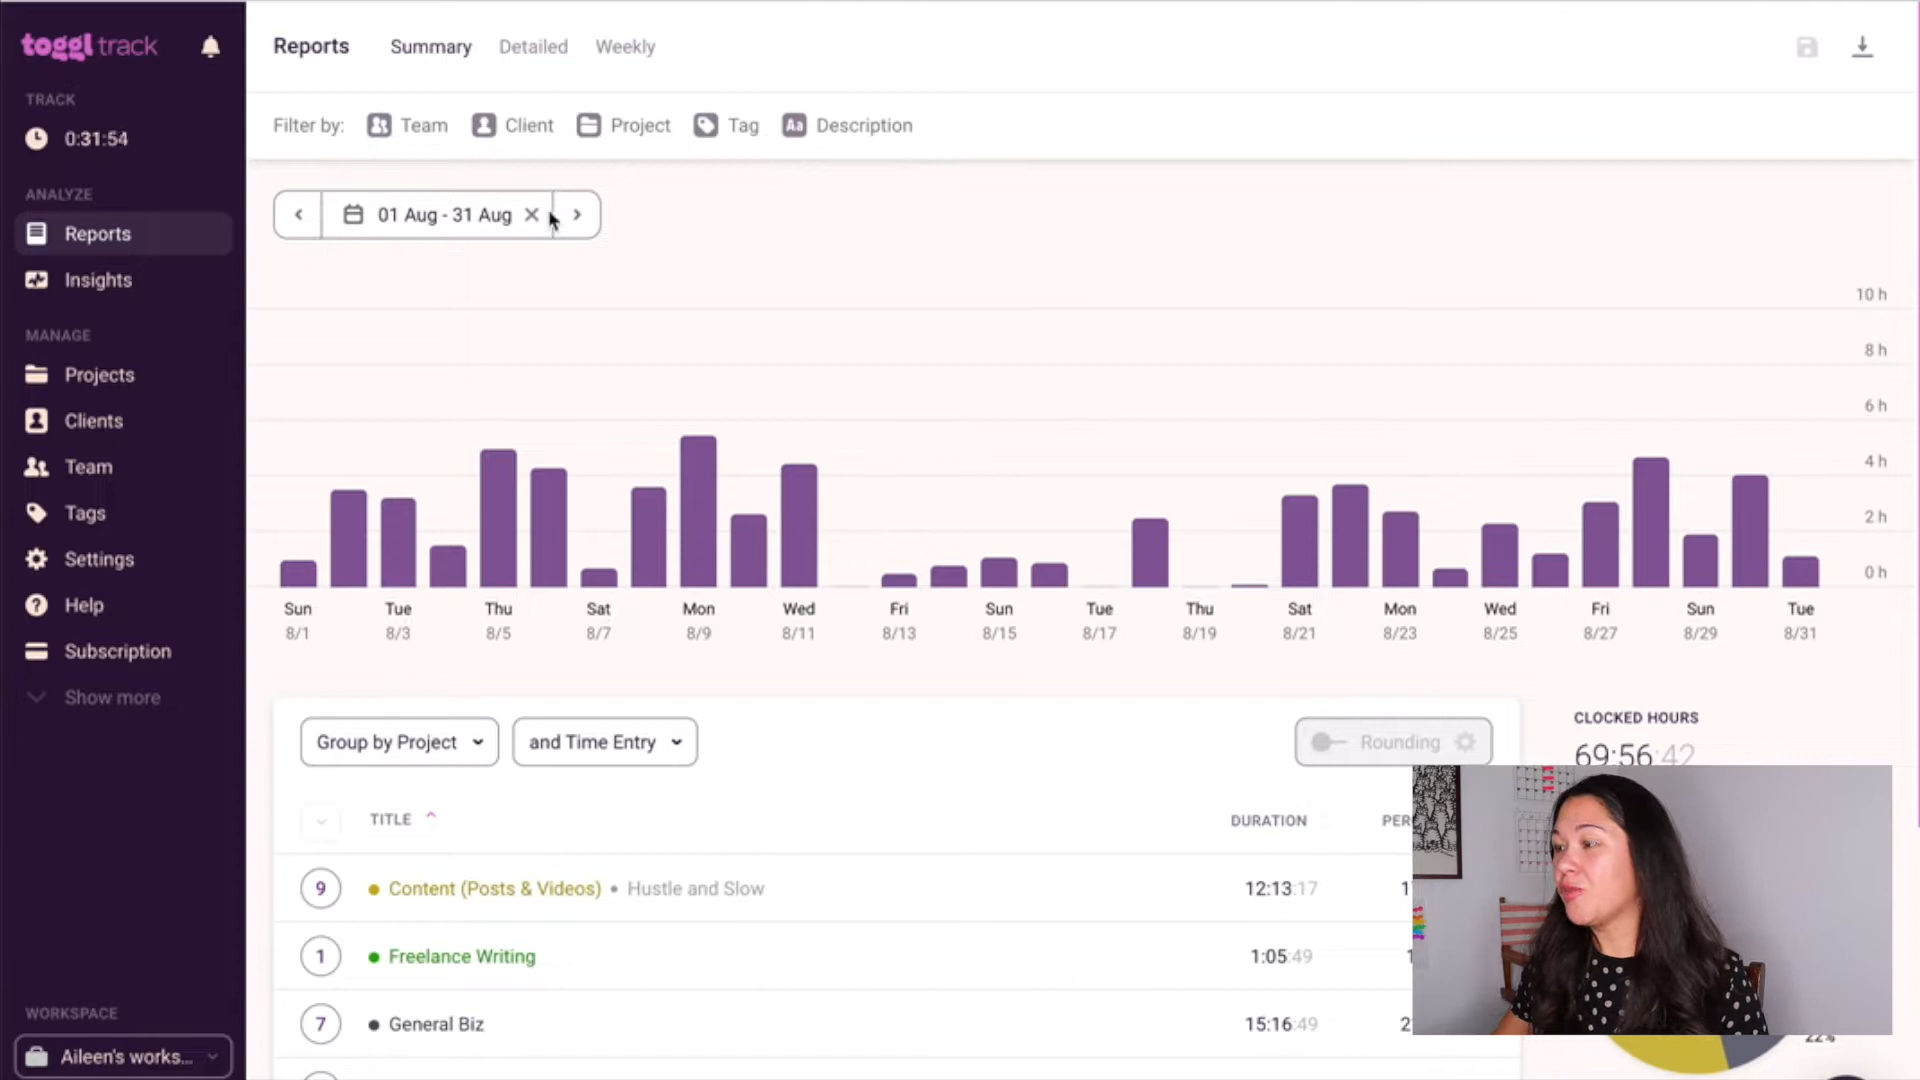 toggl track
TRACK
0:31:54
ANALYZE
Reports
Insights
MANAGE
Projects
Clients
Team
Tags
Settings
Help
Subscription
Show more
WORKSPACE
Aileen's works...
Reports Summary Detailed Weekly
Filter by: Team Client Project Tag Aa Description
01 Aug - 31 Aug
10 h
8 h
6 h
4 h
2 h
0 h
Sun Tue Thu Sat Mon Wed Fri Sun Tue Thu Sat Mon Wed Fri Sun Tue
8/1 8/3 8/5 8/7 8/9 8/11 8/13 8/15 8/17 8/19 8/21 8/23 8/25 8/27 8/29 8/31
Group by Project and Time Entry Rounding
CLOCKED HOURS
69:56:42
TITLE DURATION
9 Content (Posts & Videos) • Hustle and Slow 12:13:17
1 Freelance Writing 1:05:49
7 General Biz 15:16:49
22%